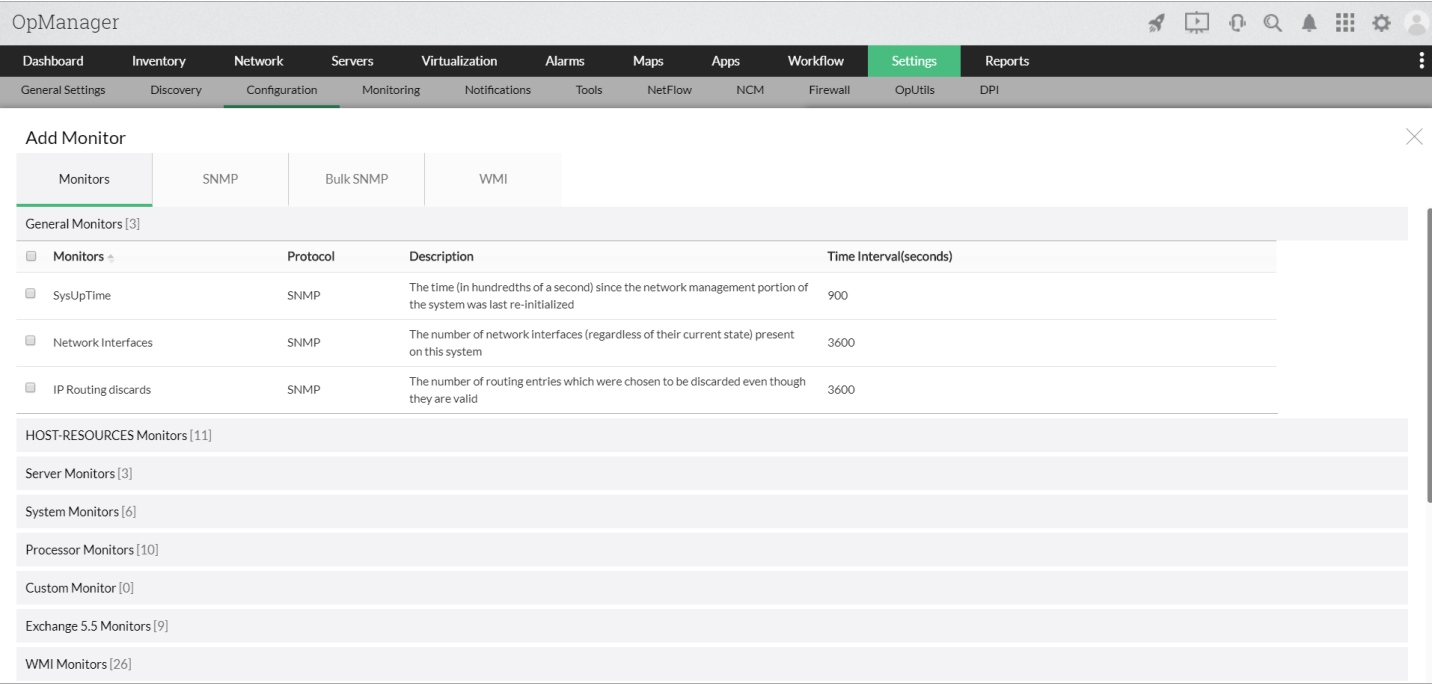 OpManager
Dashboard Inventory Network Servers Virtualization Alarms Maps Apps Workflow Settings Reports
General Settings Discovery Configuration Monitoring Notifications Tools NetFlow NCM Firewall OpUtils DPI
Add Monitor
Monitors SNMP Bulk SNMP WMI
General Monitors [3]
Monitors Protocol Description Time Interval(seconds)
SysUpTime SNMP The time (in hundredths of a second) since the network management portion of the system was last re-initialized 900
Network Interfaces SNMP The number of network interfaces (regardless of their current state) present on this system 3600
IP Routing discards SNMP The number of routing entries which were chosen to be discarded even though they are valid 3600
HOST-RESOURCES Monitors [11]
Server Monitors [3]
System Monitors [6]
Processor Monitors [10]
Custom Monitor [0]
Exchange 5.5 Monitors [9]
WMI Monitors [26]